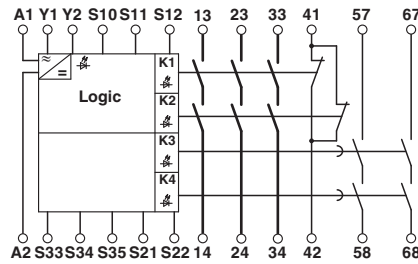 A1 Y1 Y2 S10 S11 S12 13 23 33 41 57 67
≈
=
K1
Logic
K2
K3
K4
A2 S33 S34 S35 S21 S22 14 24 34 42 58 68